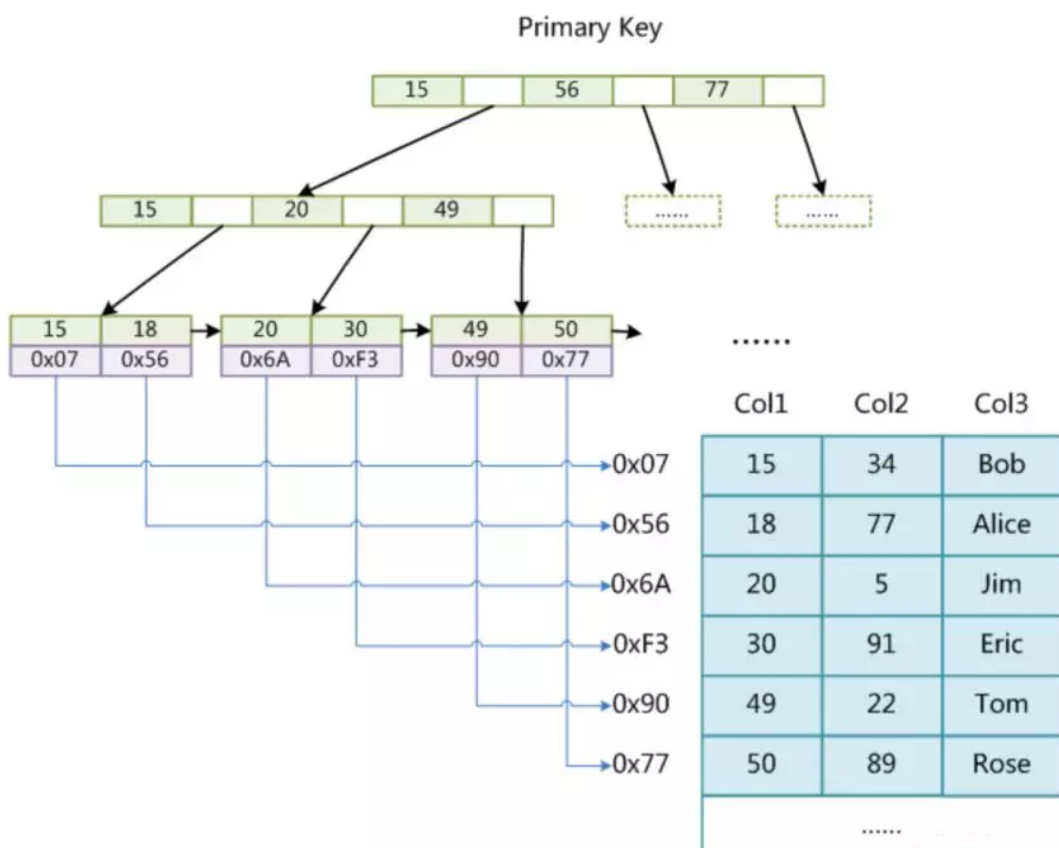 Primary Key
15 56 77
15 20 49 ...... ......
15 18 20 30 49 50
0x07 0x56 0x6A 0xF3 0x90 0x77
......
Col1 Col2 Col3
0x07 15 34 Bob
0x56 18 77 Alice
0x6A 20 5 Jim
0xF3 30 91 Eric
0x90 49 22 Tom
0x77 50 89 Rose
......